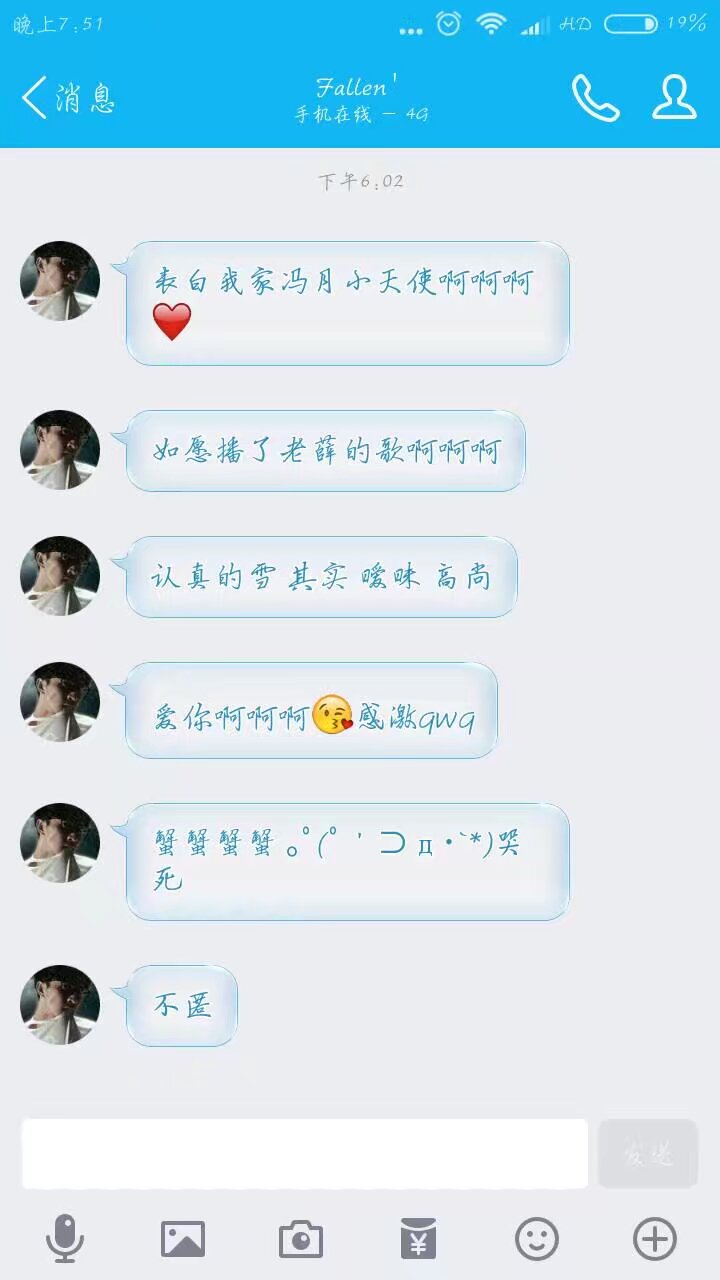 晚上7:51
HD
19%
消息
Fallen'
手机在线 - 4G
下午6:02
表白我家冯月小天使啊啊啊
❤️
如愿播了老薛的歌啊啊啊
认真的雪 其实 暧昧 高尚
爱你啊啊啊😘感激qwq
蟹蟹蟹蟹 。゚(゚'⊃д・`*)哭
死
不匿
发送